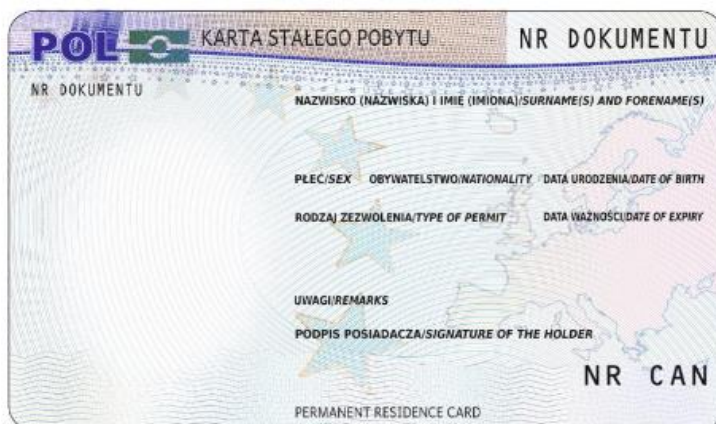 POL KARTA STAŁEGO POBYTU NR DOKUMENTU
NR DOKUMENTU
NAZWISKO (NAZWISKA) I IMIĘ (IMIONA)/SURNAME(S) AND FORENAME(S)
PŁEĆ/SEX OBYWATELSTWO/NATIONALITY DATA URODZENIA/DATE OF BIRTH
RODZAJ ZEZWOLENIA/TYPE OF PERMIT DATA WAŻNOŚCI/DATE OF EXPIRY
UWAGI/REMARKS
PODPIS POSIADACZA/SIGNATURE OF THE HOLDER
NR CAN
PERMANENT RESIDENCE CARD